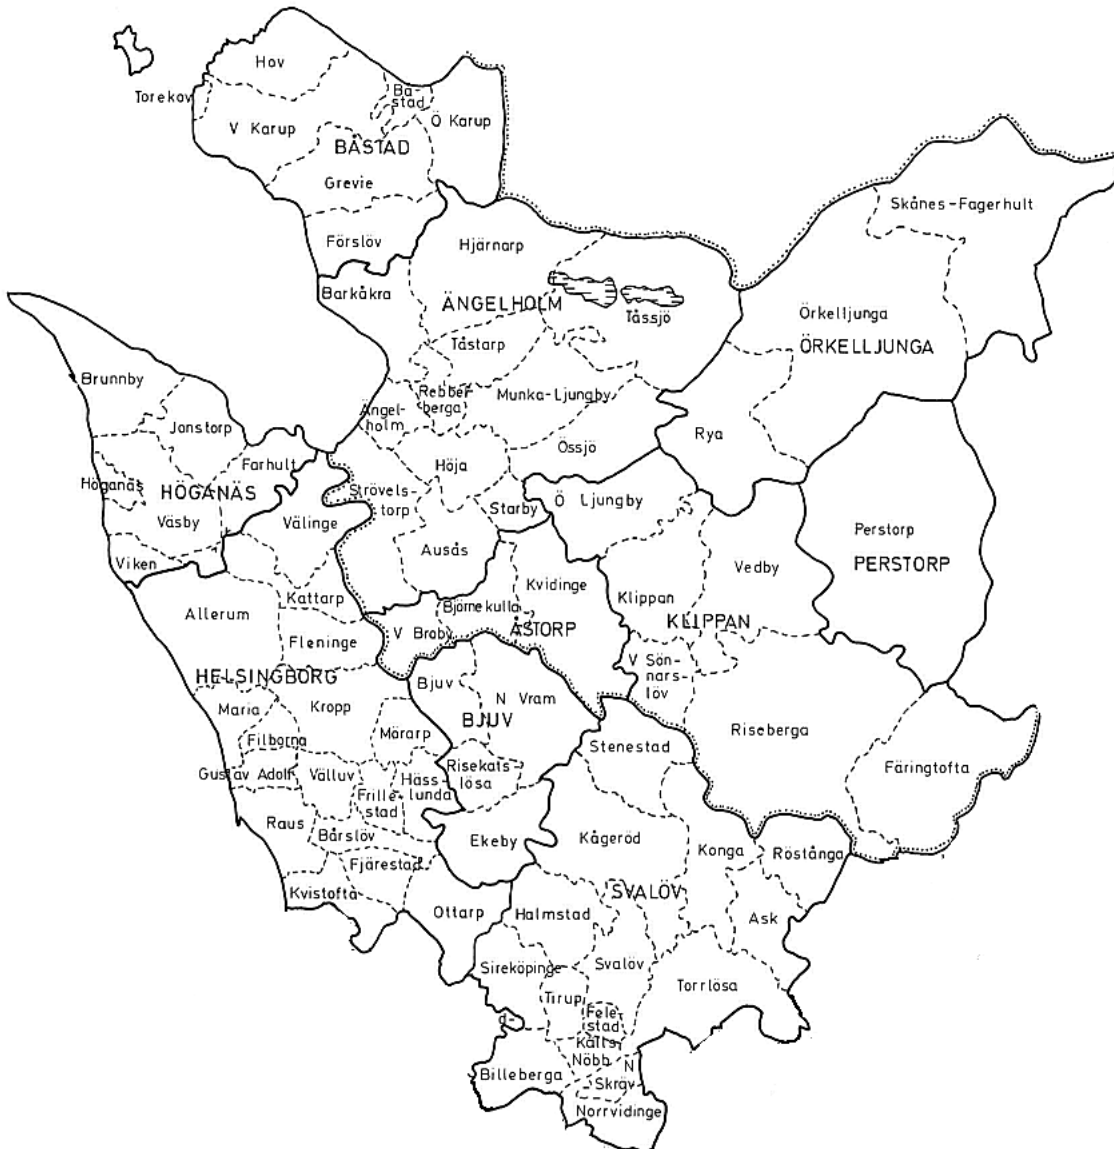 Hov
Torekov
Bå-
stad
V Karup
Ö Karup
BÅSTAD
Grevie
Förslöv
Skånes-Fagerhult
Hjärnarp
Barkåkra
ÄNGELHOLM
Tåssjö
Örkelljunga
ÖRKELLJUNGA
Tåstarp
Brunnby
Rebbel-
berga
Munka-Ljungby
Ängel-
holm
Jonstorp
Rya
Össjö
Farhult
Höja
Höganäs
HÖGANÄS
Strövels-
torp
Starby
Ö Ljungby
Väsby
Välinge
Perstorp
PERSTORP
Ausås
Viken
Vedby
Kvidinge
Klippan
KLIPPAN
Allerum
Kattarp
Björnekulla
ÅSTORP
V Broby
Fleninge
V Sön-
nars-
löv
HELSINGBORG
Bjuv
N Vram
BJUV
Maria
Kropp
Riseberga
Mörarp
Filborna
Stenestad
Färingtofta
Gustav Adolf
Välluv
Häss-
lunda
Risekats-
lösa
Frille-
stad
Raus
Bårslöv
Ekeby
Kågeröd
Konga
Röstånga
Fjärestad
Kvistofta
SVALÖV
Ottarp
Halmstad
Ask
Sireköpinge
Svalöv
Torrlösa
Tirup
Fele-
stad
d-
Källs
Nöbb
N
Skräv
Billeberga
Norrvidinge